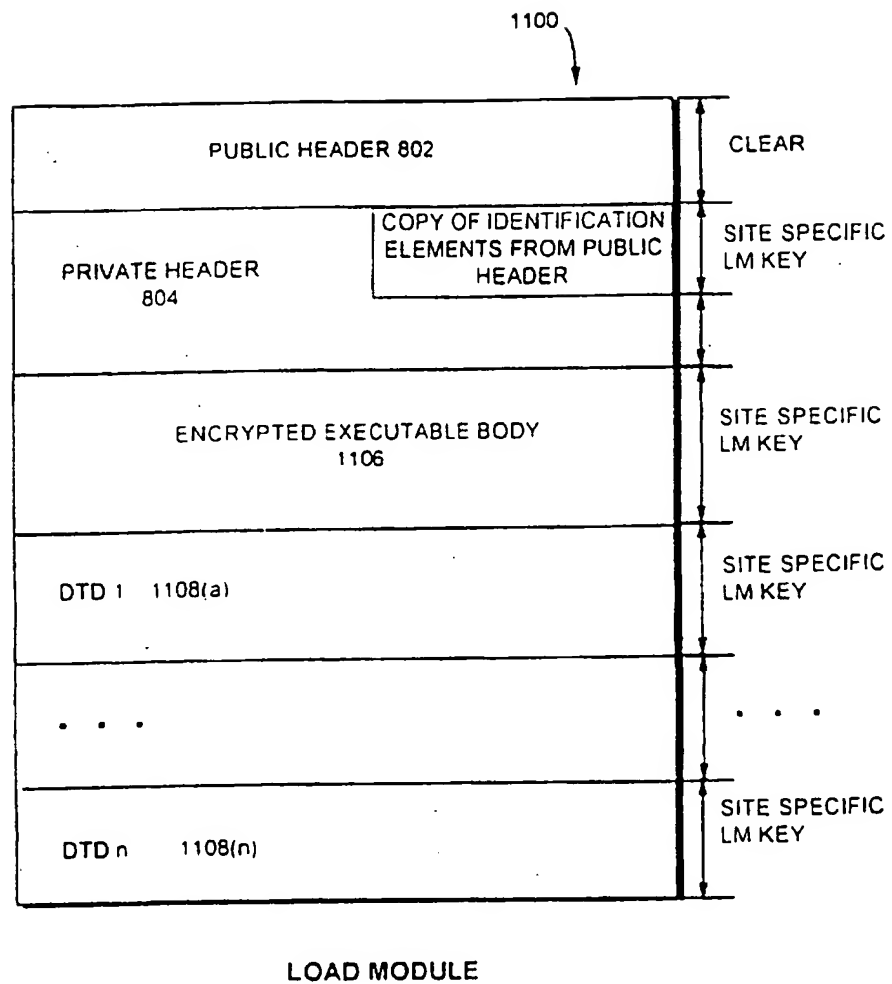 1100
PUBLIC HEADER 802
CLEAR
COPY OF IDENTIFICATION
ELEMENTS FROM PUBLIC
HEADER
SITE SPECIFIC
LM KEY
PRIVATE HEADER
804
ENCRYPTED EXECUTABLE BODY
1106
SITE SPECIFIC
LM KEY
DTD 1 1108(a)
SITE SPECIFIC
LM KEY
. . .
. . .
DTD n 1108(n)
SITE SPECIFIC
LM KEY
LOAD MODULE